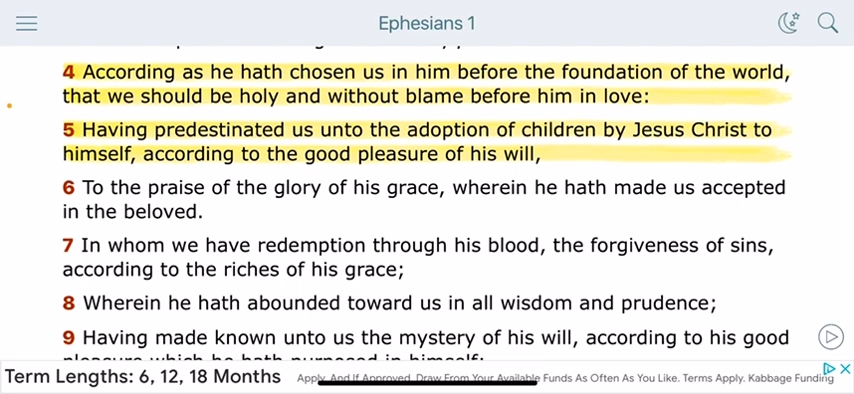 Ephesians 1
4 According as he hath chosen us in him before the foundation of the world,
that we should be holy and without blame before him in love:
5 Having predestinated us unto the adoption of children by Jesus Christ to
himself, according to the good pleasure of his will,
6 To the praise of the glory of his grace, wherein he hath made us accepted
in the beloved.
7 In whom we have redemption through his blood, the forgiveness of sins,
according to the riches of his grace;
8 Wherein he hath abounded toward us in all wisdom and prudence;
9 Having made known unto us the mystery of his will, according to his good
pleasure which he hath purposed in himself:
Term Lengths: 6, 12, 18 Months
Apply, And If Approved, Draw From Your Available Funds As Often As You Like. Terms Apply. Kabbage Funding